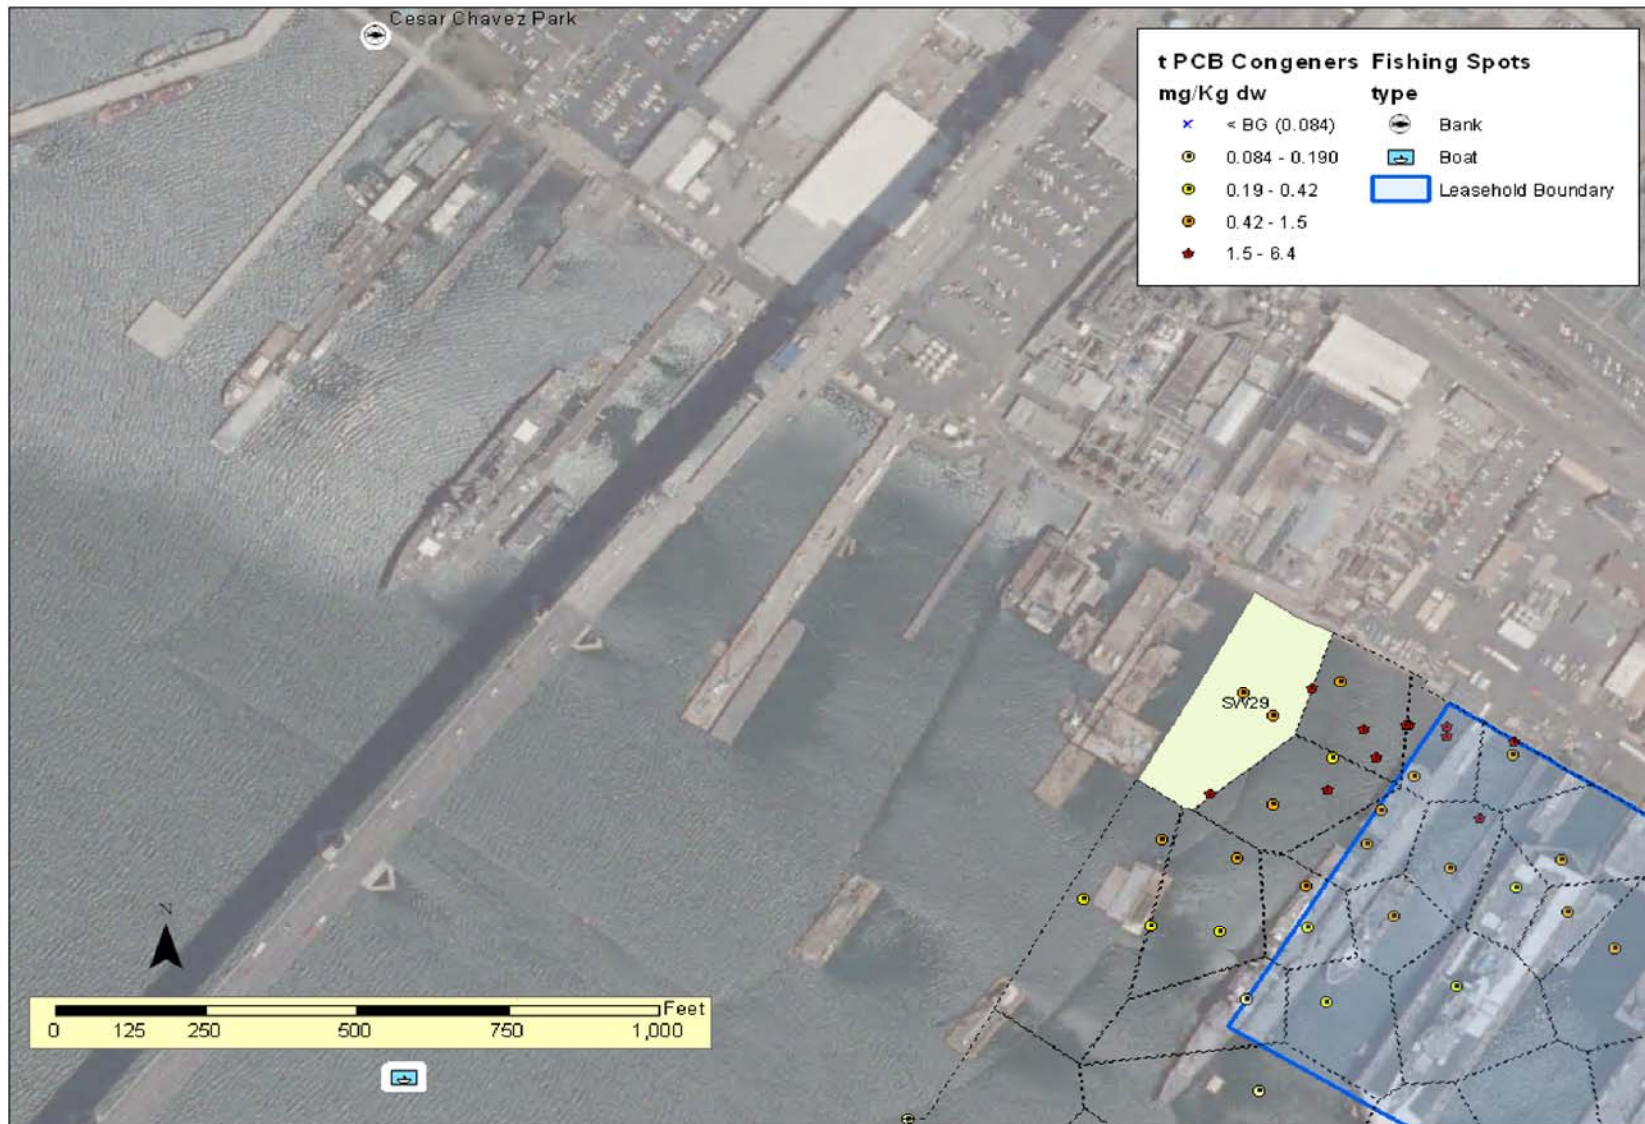 Cesar Chavez Park
t PCB Congeners
mg/Kg dw
< BG (0.084)
0.084 - 0.190
0.19 - 0.42
0.42 - 1.5
1.5 - 6.4
Fishing Spots
type
Bank
Boat
Leasehold Boundary
SW29
N
Feet
0 125 250 500 750 1,000